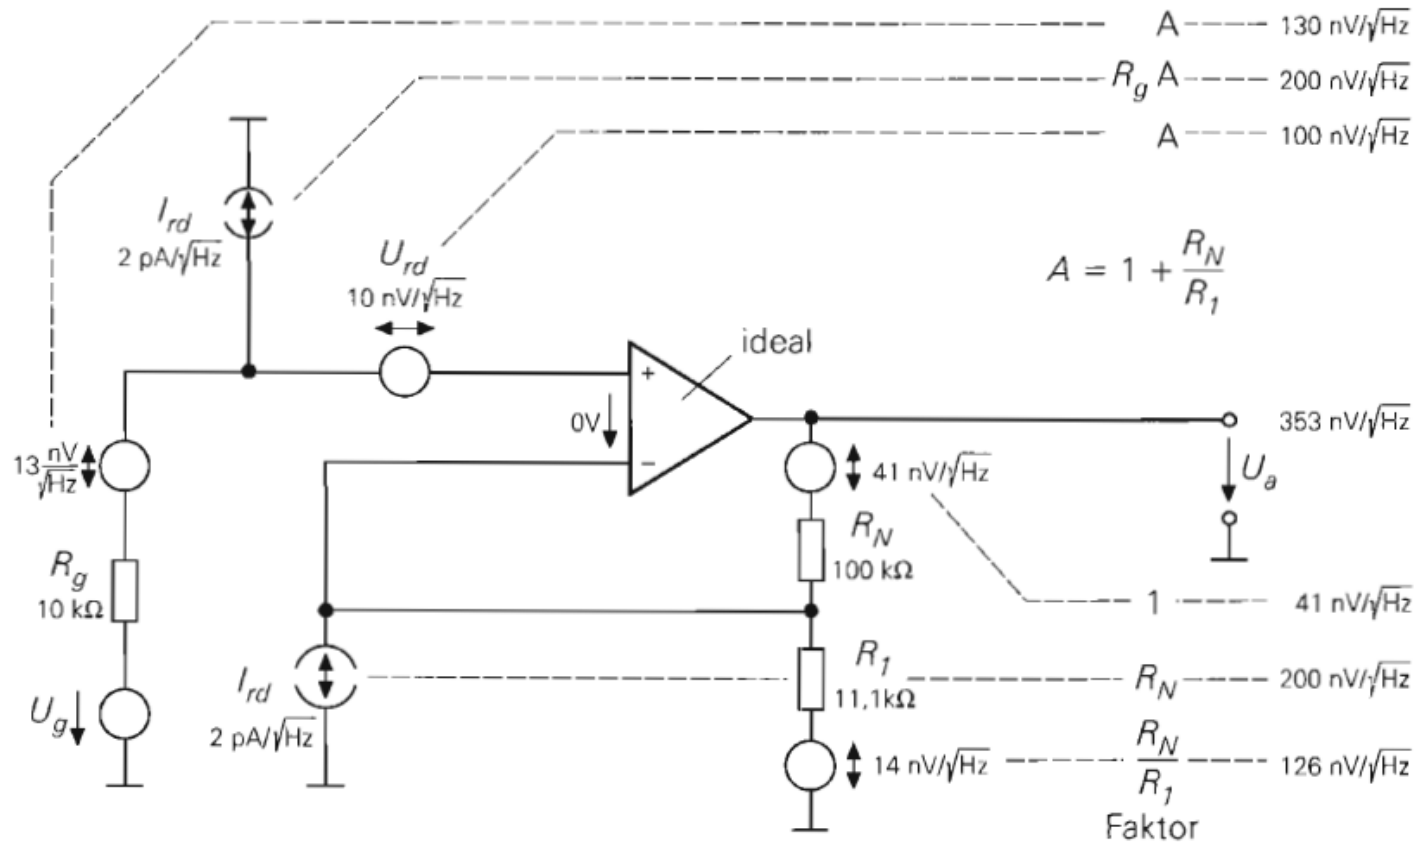 A 130 nV/√Hz
R_g A 200 nV/√Hz
A 100 nV/√Hz
I_rd
2 pA/√Hz
U_rd
10 nV/√Hz
A = 1 + R_N/R_1
ideal
+
0V
−
353 nV/√Hz
13 nV/√Hz
41 nV/√Hz
U_a
R_N
100 kΩ
R_g
10 kΩ
1 41 nV/√Hz
I_rd
2 pA/√Hz
R_1
11,1kΩ
R_N 200 nV/√Hz
U_g
14 nV/√Hz
R_N/R_1 126 nV/√Hz
Faktor